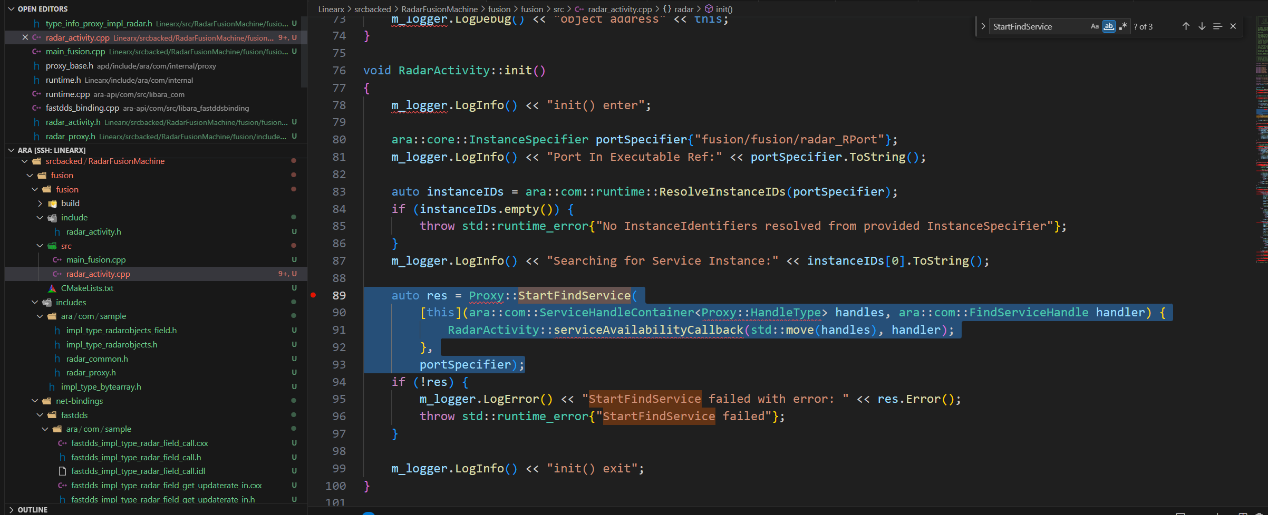 OPEN EDITORS
type_info_proxy_impl_radar.h Linearx/srcbacked/RadarFusionMachine/fusio... U
radar_activity.cpp Linearx/srcbacked/RadarFusionMachine/fusion... 9+, U
main_fusion.cpp Linearx/srcbacked/RadarFusionMachine/fusion/fusi... U
proxy_base.h apd/include/ara/com/internal/proxy
runtime.h Linearx/include/ara/com/internal
runtime.cpp ara-api/com/src/libara_com
fastdds_binding.cpp ara-api/com/src/libara_fastddsbinding
radar_activity.h Linearx/srcbacked/RadarFusionMachine/fusion/fusion... U
radar_proxy.h Linearx/srcbacked/RadarFusionMachine/fusion/include... U
ARA [SSH: LINEARX]
srcbacked / RadarFusionMachine
fusion
fusion
build
include
radar_activity.h U
src
main_fusion.cpp U
radar_activity.cpp 9+, U
CMakeLists.txt U
includes
ara / com / sample
impl_type_radarobjects_field.h U
impl_type_radarobjects.h U
radar_common.h U
radar_proxy.h U
impl_type_bytearray.h U
net-bindings
fastdds
ara / com / sample
fastdds_impl_type_radar_field_call.cxx U
fastdds_impl_type_radar_field_call.h U
fastdds_impl_type_radar_field_call.idl U
fastdds_impl_type_radar_field_get_updaterate_in.cxx U
fastdds_impl_type_radar_field_get_updaterate_in.h U
OUTLINE
Linearx > srcbacked > RadarFusionMachine > fusion > fusion > src > radar_activity.cpp > {} radar > init()
StartFindService Aa ab .* ? of 3
73 m_logger.LogDebug() << "object address" << this;
74 }
75
76 void RadarActivity::init()
77 {
78 m_logger.LogInfo() << "init() enter";
79
80 ara::core::InstanceSpecifier portSpecifier{"fusion/fusion/radar_RPort"};
81 m_logger.LogInfo() << "Port In Executable Ref:" << portSpecifier.ToString();
82
83 auto instanceIDs = ara::com::runtime::ResolveInstanceIDs(portSpecifier);
84 if (instanceIDs.empty()) {
85 throw std::runtime_error{"No InstanceIdentifiers resolved from provided InstanceSpecifier"};
86 }
87 m_logger.LogInfo() << "Searching for Service Instance:" << instanceIDs[0].ToString();
88
89 auto res = Proxy::StartFindService(
90 [this](ara::com::ServiceHandleContainer<Proxy::HandleType> handles, ara::com::FindServiceHandle handler) {
91 RadarActivity::serviceAvailabilityCallback(std::move(handles), handler);
92 },
93 portSpecifier);
94 if (!res) {
95 m_logger.LogError() << "StartFindService failed with error: " << res.Error();
96 throw std::runtime_error{"StartFindService failed"};
97 }
98
99 m_logger.LogInfo() << "init() exit";
100 }
101